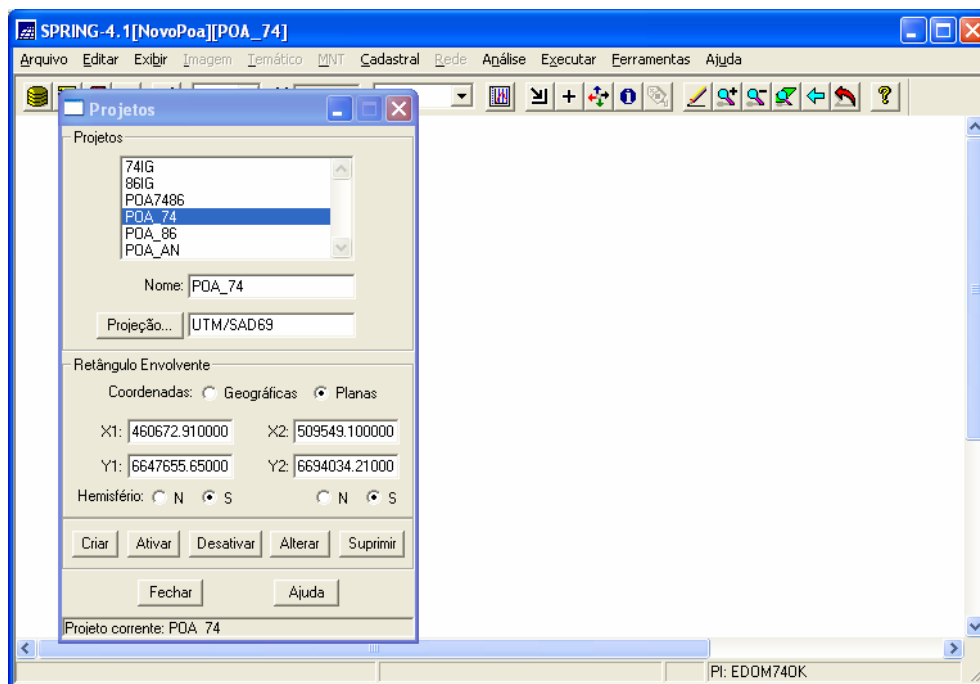 SPRING-4.1[NovoPoa][POA_74]
Arquivo Editar Exibir Imagem Temático MNT Cadastral Rede Análise Executar Ferramentas Ajuda
Projetos
Projetos
74IG
86IG
POA7486
POA_74
POA_86
POA_AN
Nome: POA_74
Projeção... UTM/SAD69
Retângulo Envolvente
Coordenadas: Geográficas Planas
X1: 460672.910000 X2: 509549.100000
Y1: 6647655.65000 Y2: 6694034.21000
Hemisfério: N S N S
Criar Ativar Desativar Alterar Suprimir
Fechar Ajuda
Projeto corrente: POA_74
PI: EDOM74OK